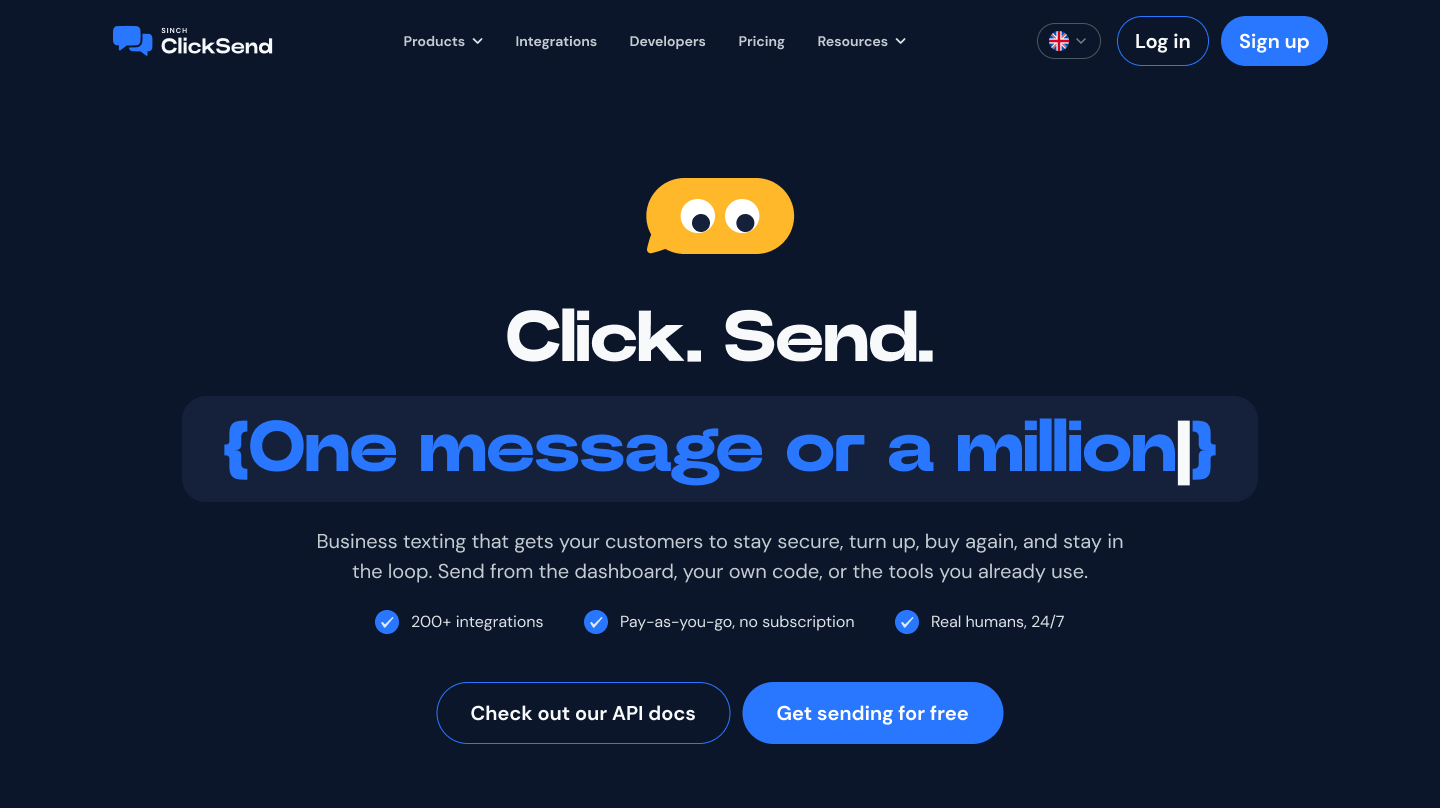 SINCH
ClickSend
Products
Integrations
Developers
Pricing
Resources
Log in
Sign up
Click. Send.
{One message or a million|}
Business texting that gets your customers to stay secure, turn up, buy again, and stay in
the loop. Send from the dashboard, your own code, or the tools you already use.
200+ integrations
Pay-as-you-go, no subscription
Real humans, 24/7
Check out our API docs
Get sending for free